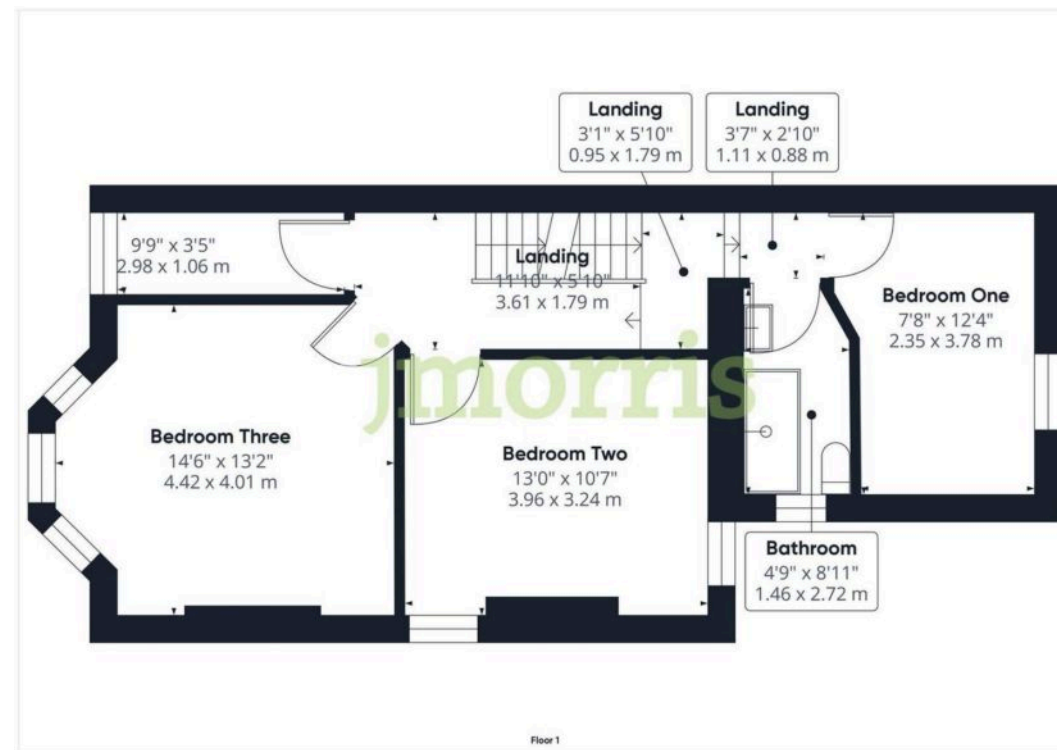 Landing
3'1" x 5'10"
0.95 x 1.79 m
Landing
3'7" x 2'10"
1.11 x 0.88 m
9'9" x 3'5"
2.98 x 1.06 m
Landing
11'10" x 5'10"
3.61 x 1.79 m
Bedroom One
7'8" x 12'4"
2.35 x 3.78 m
jmorris
Bedroom Three
14'6" x 13'2"
4.42 x 4.01 m
Bedroom Two
13'0" x 10'7"
3.96 x 3.24 m
Bathroom
4'9" x 8'11"
1.46 x 2.72 m
Floor 1